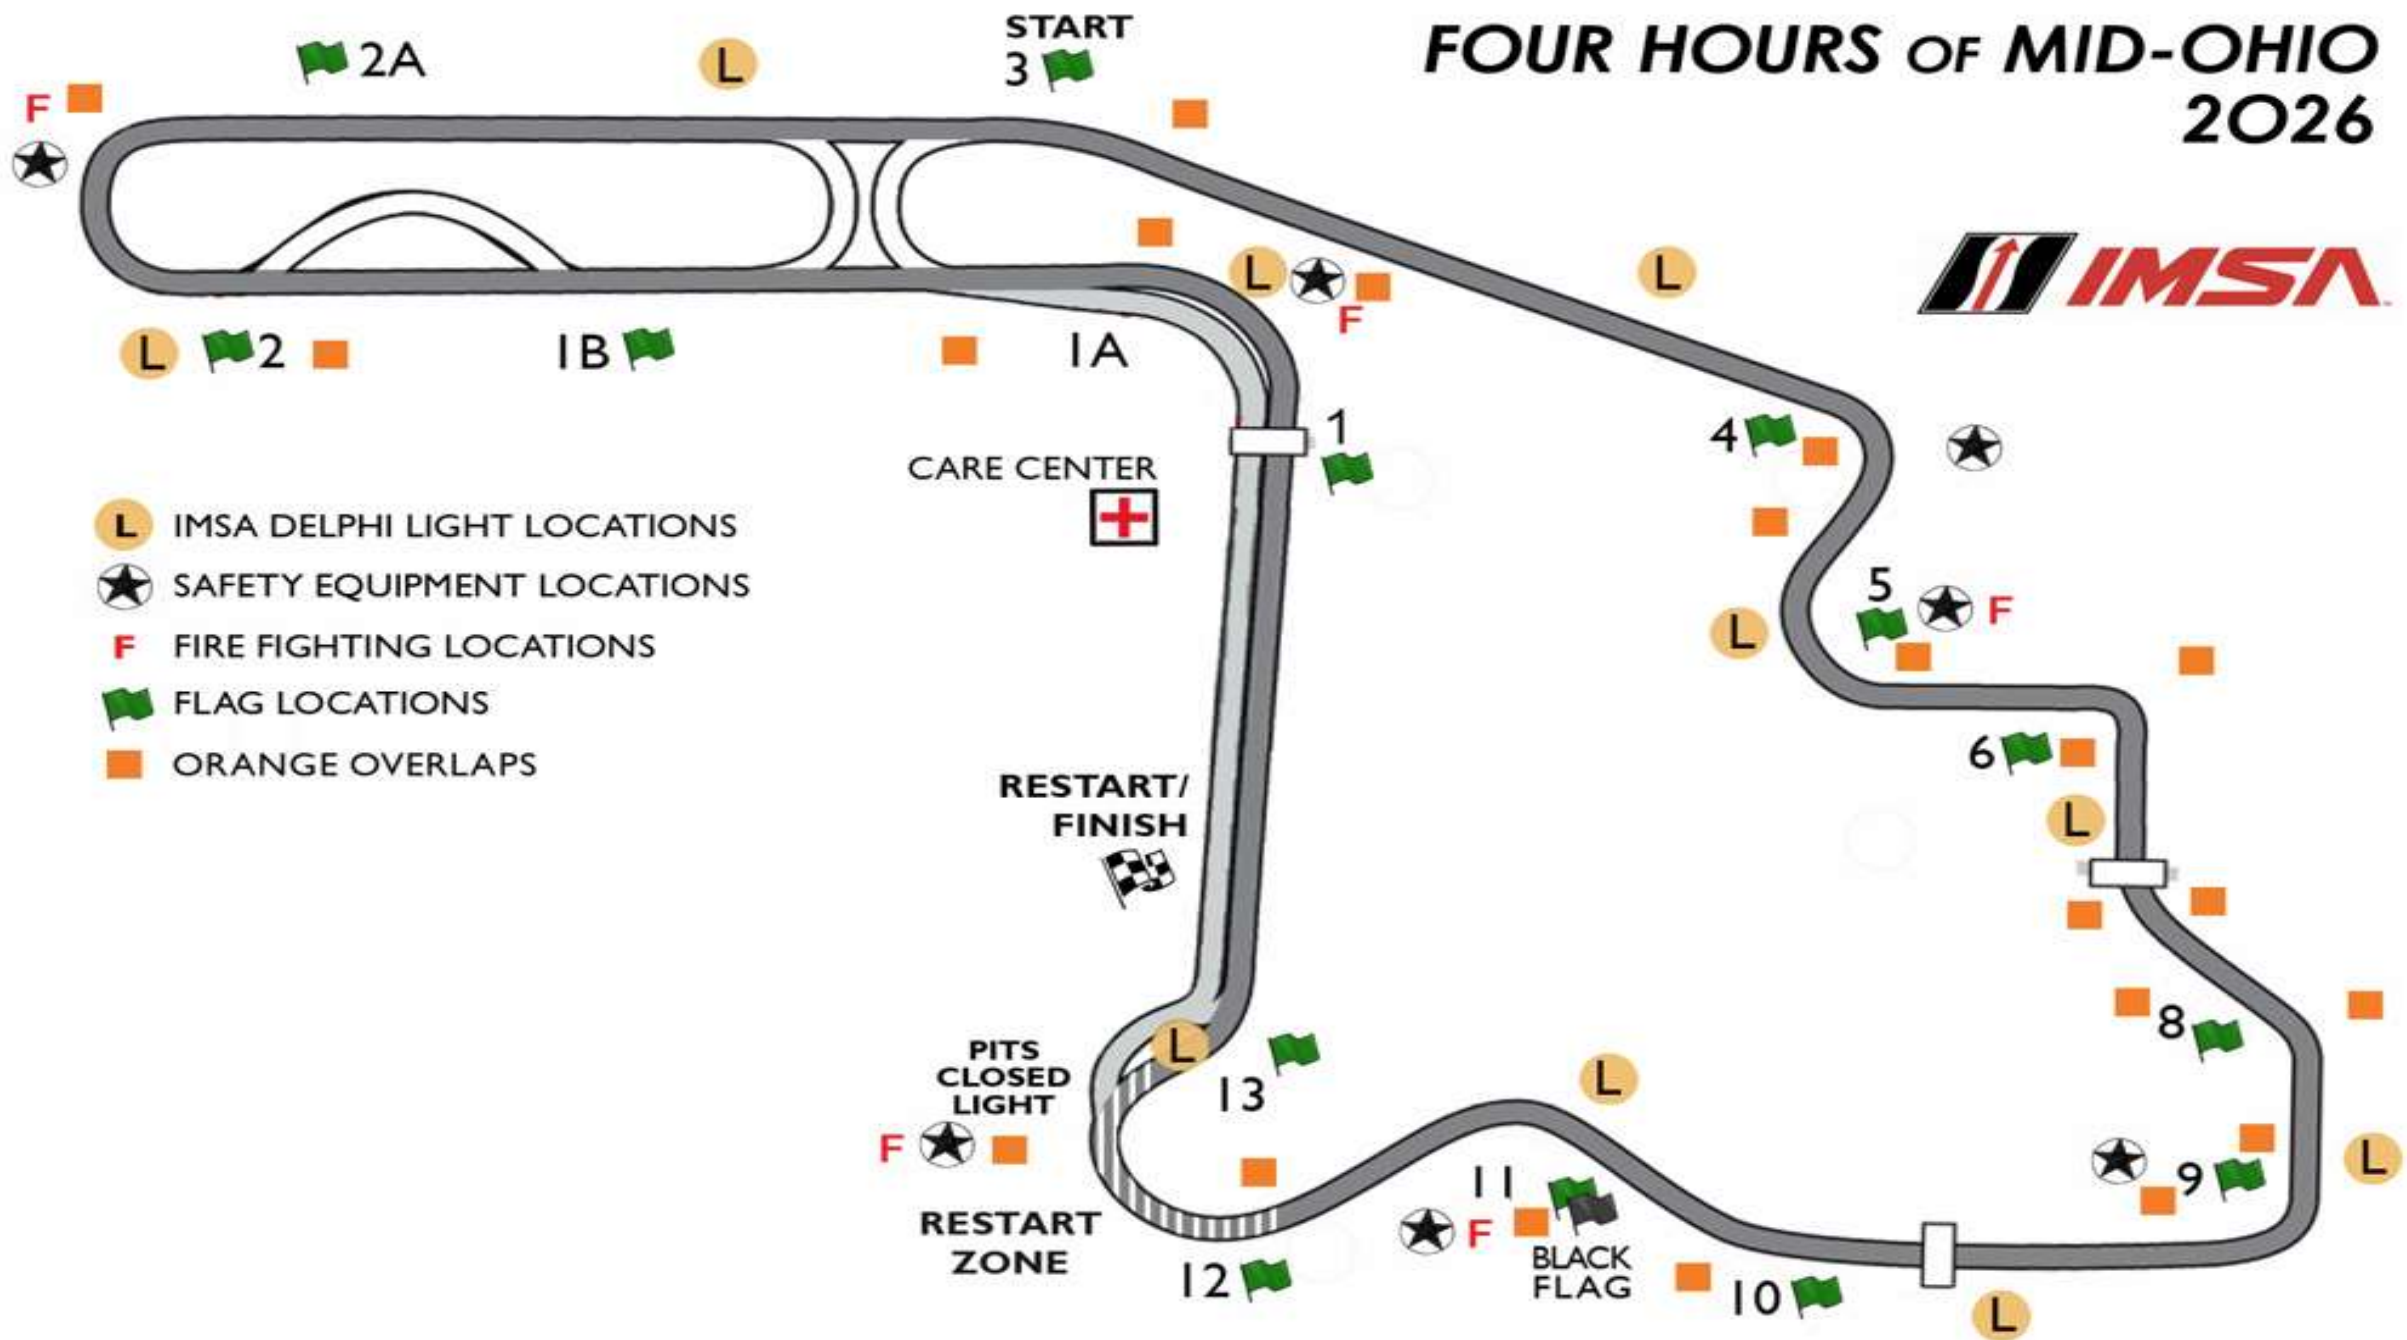 FOUR HOURS OF MID-OHIO
2026
IMSA
START
3
2A
L
F
L
L
F
L
2
1B
1A
1
4
CARE CENTER
L IMSA DELPHI LIGHT LOCATIONS
SAFETY EQUIPMENT LOCATIONS
F FIRE FIGHTING LOCATIONS
FLAG LOCATIONS
ORANGE OVERLAPS
5
F
L
6
L
RESTART/
FINISH
8
L
PITS
CLOSED
LIGHT
13
L
F
9
L
11
F
BLACK
FLAG
RESTART
ZONE
12
10
L